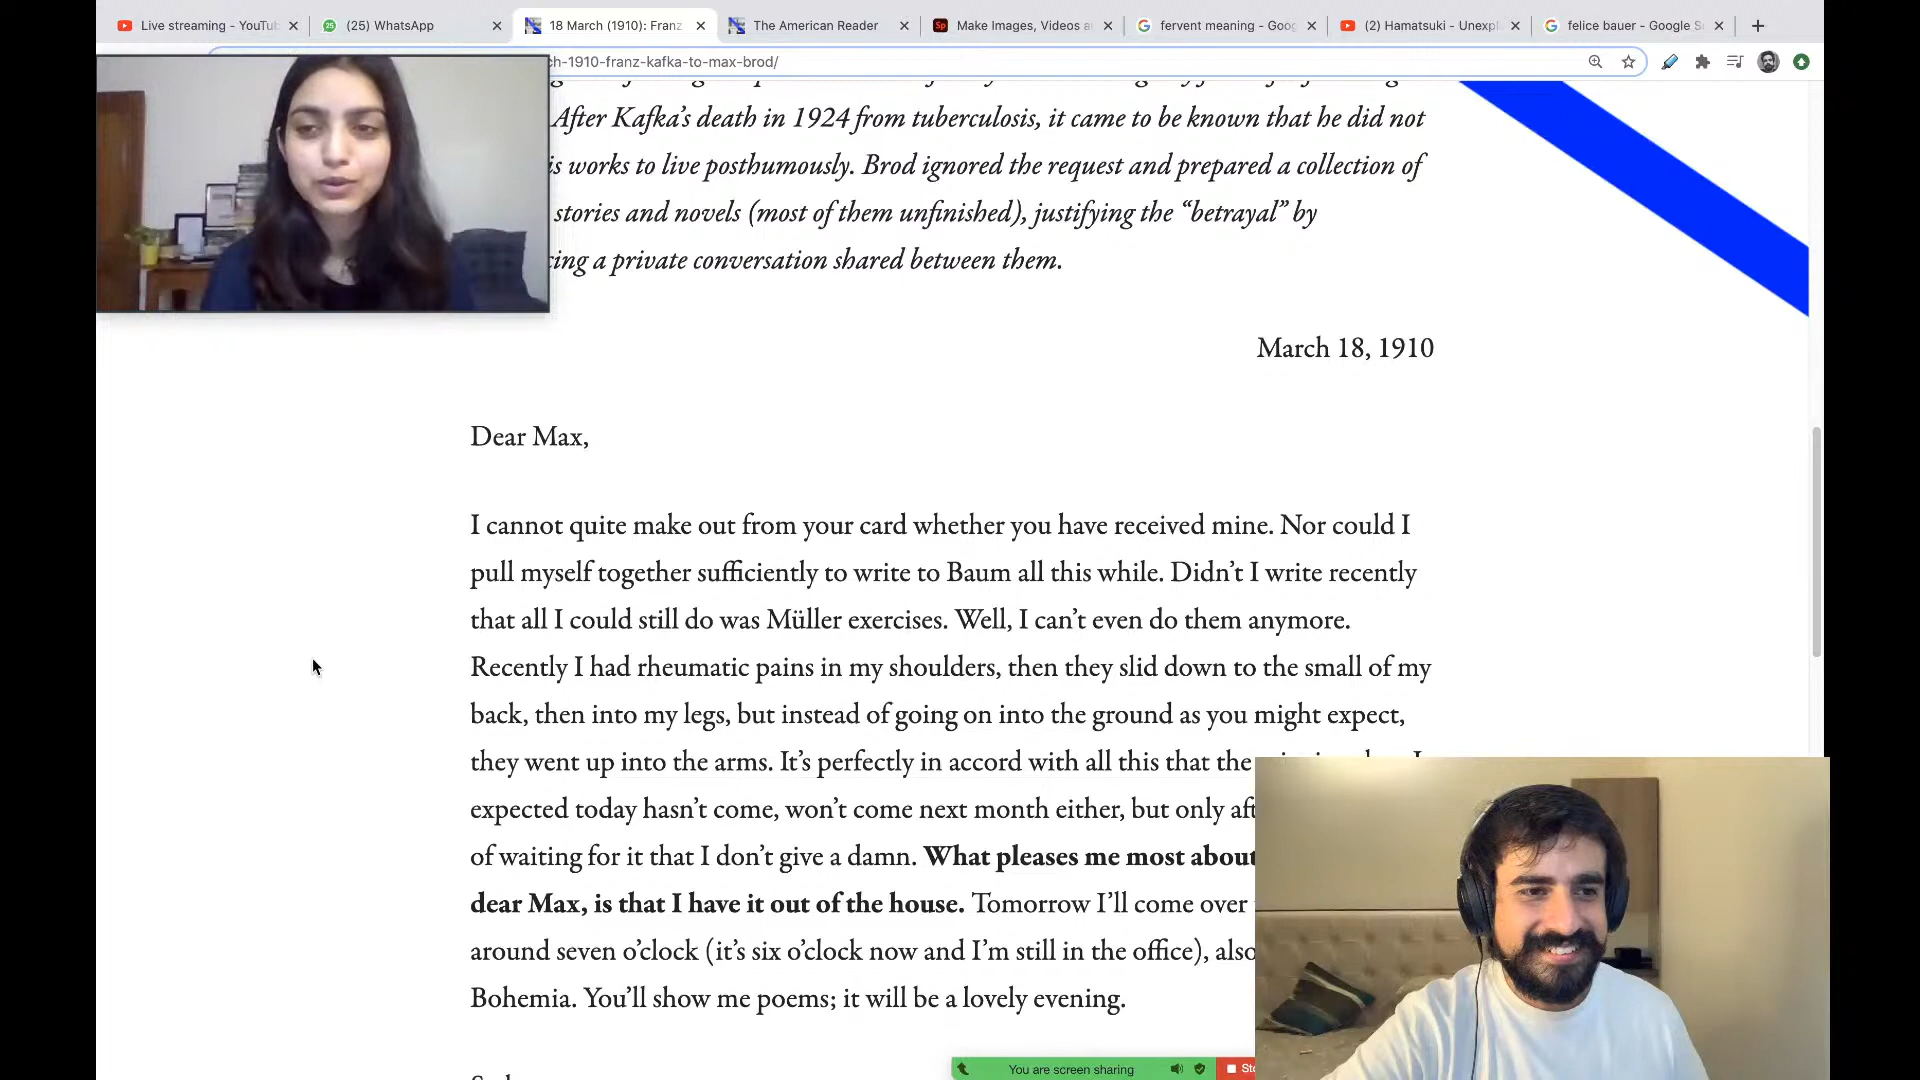 Live streaming - YouTu
(25) WhatsApp
18 March (1910): Franz
The American Reader
Make Images, Videos a
fervent meaning - Goog
(2) Hamatsuki - Unexpl
felice bauer - Google S
ch-1910-franz-kafka-to-max-brod/
After Kafka's death in 1924 from tuberculosis, it came to be known that he did not
is works to live posthumously. Brod ignored the request and prepared a collection of
stories and novels (most of them unfinished), justifying the “betrayal” by
cing a private conversation shared between them.
March 18, 1910
Dear Max,
I cannot quite make out from your card whether you have received mine. Nor could I
pull myself together sufficiently to write to Baum all this while. Didn’t I write recently
that all I could still do was Müller exercises. Well, I can’t even do them anymore.
Recently I had rheumatic pains in my shoulders, then they slid down to the small of my
back, then into my legs, but instead of going on into the ground as you might expect,
they went up into the arms. It’s perfectly in accord with all this that the I
expected today hasn’t come, won’t come next month either, but only aft
of waiting for it that I don’t give a damn. What pleases me most about
dear Max, is that I have it out of the house. Tomorrow I’ll come over
around seven o’clock (it’s six o’clock now and I’m still in the office), also
Bohemia. You’ll show me poems; it will be a lovely evening.
You are screen sharing
Sto